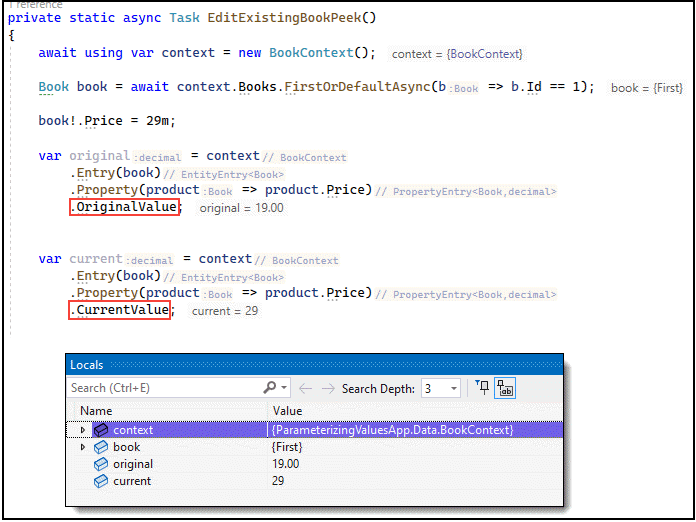 1 reference
private static async Task EditExistingBookPeek()
{
await using var context = new BookContext(); context = {BookContext}
Book book = await context.Books.FirstOrDefaultAsync(b:Book => b.Id == 1); book = {First}
book!.Price = 29m;
var original:decimal = context// BookContext
.Entry(book)// EntityEntry<Book>
.Property(product:Book => product.Price)// PropertyEntry<Book,decimal>
.OriginalValue; original = 19.00
var current:decimal = context// BookContext
.Entry(book)// EntityEntry<Book>
.Property(product:Book => product.Price)// PropertyEntry<Book,decimal>
.CurrentValue; current = 29
Locals
Search (Ctrl+E) Search Depth: 3
Name Value
context {ParameterizingValuesApp.Data.BookContext}
book {First}
original 19.00
current 29